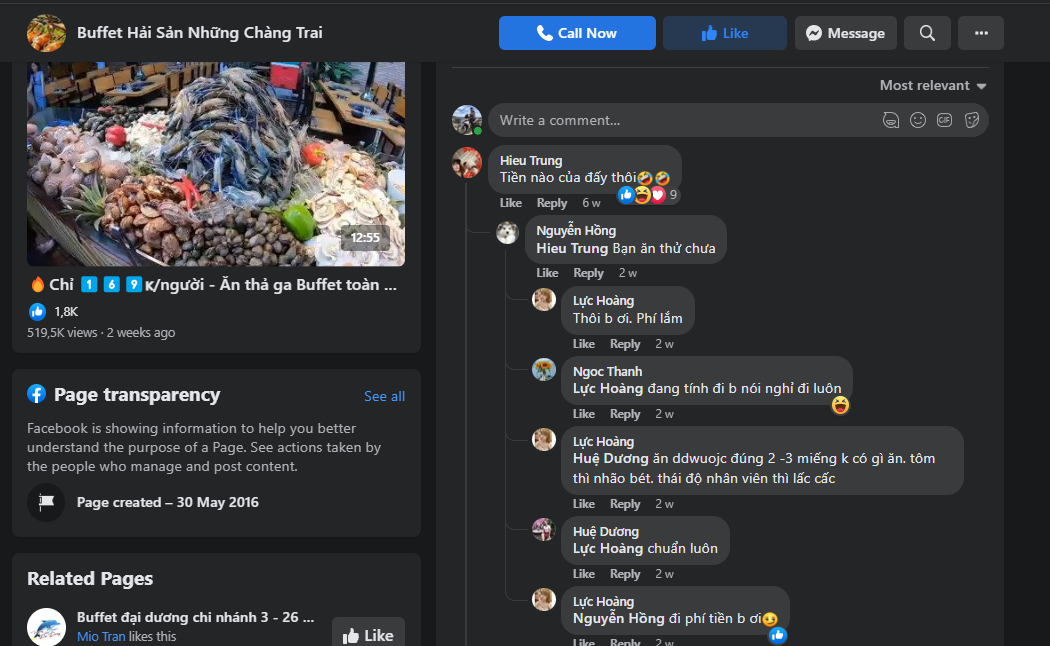 Buffet Hải Sản Những Chàng Trai
Call Now
Like
Message
12:55
Chỉ 1 6 9 K/người - Ăn thả ga Buffet toàn ...
1,8K
519,5K views · 2 weeks ago
Page transparency
See all
Facebook is showing information to help you better
understand the purpose of a Page. See actions taken by
the people who manage and post content.
Page created – 30 May 2016
Related Pages
Buffet đại dương chi nhánh 3 - 26 ...
Mio Tran likes this
Like
Most relevant
Write a comment...
GIF
Hieu Trung
Tiền nào của đấy thôi🤣🤣
9
Like Reply 6 w
Nguyễn Hồng
Hieu Trung Bạn ăn thử chưa
Like Reply 2 w
Lực Hoàng
Thôi b ơi. Phí lắm
Like Reply 2 w
Ngoc Thanh
Lực Hoàng đang tính đi b nói nghỉ đi luôn
Like Reply 2 w
Lực Hoàng
Huệ Dương ăn ddwuojc đúng 2 -3 miếng k có gì ăn. tôm
thì nhão bét. thái độ nhân viên thì lấc cấc
Like Reply 2 w
Huệ Dương
Lực Hoàng chuẩn luôn
Like Reply 2 w
Lực Hoàng
Nguyễn Hồng đi phí tiền b ơi😏
Like Reply 2 w